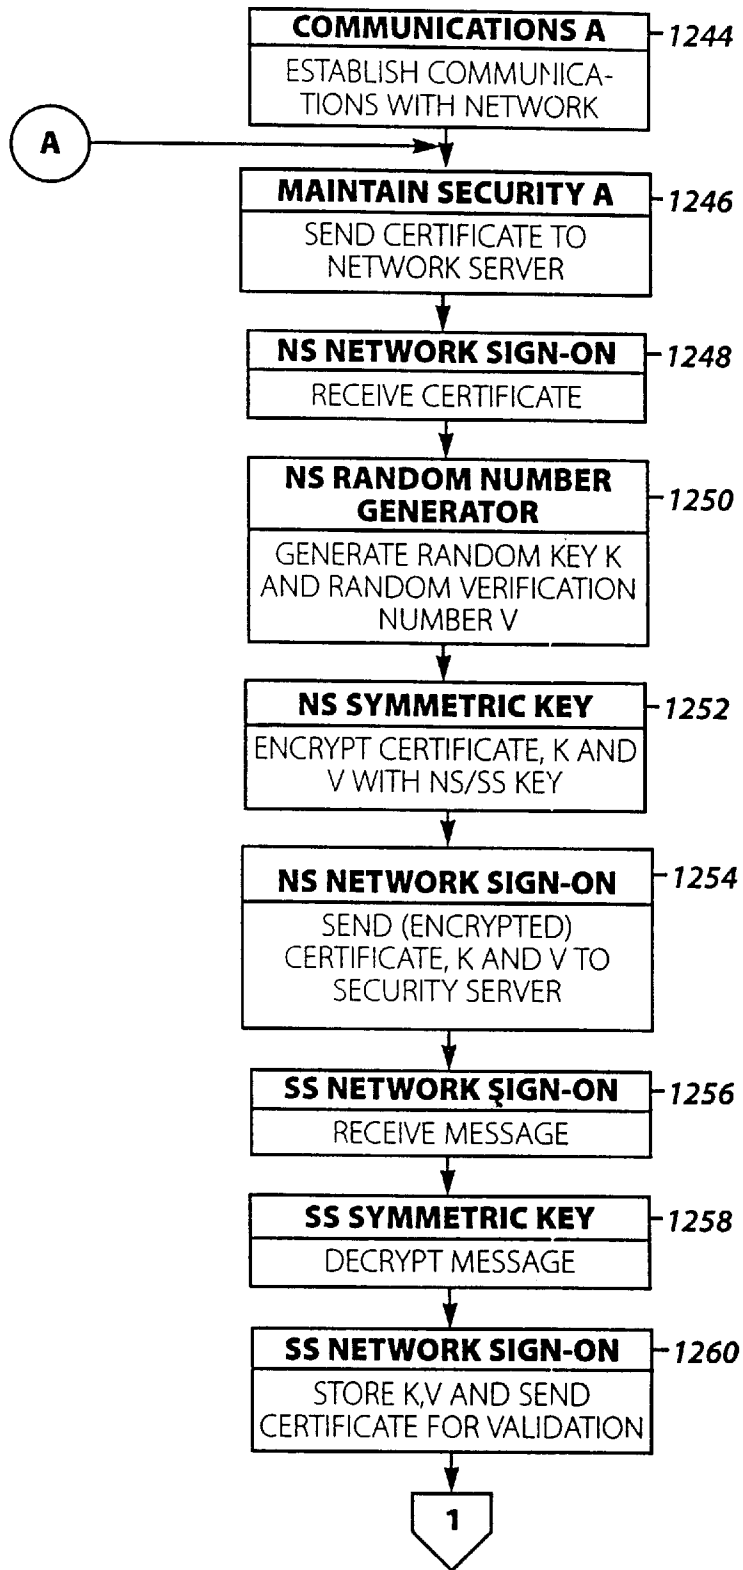 COMMUNICATIONS A
1244
ESTABLISH COMMUNICA-
TIONS WITH NETWORK
A
MAINTAIN SECURITY A
1246
SEND CERTIFICATE TO
NETWORK SERVER
NS NETWORK SIGN-ON
1248
RECEIVE CERTIFICATE
NS RANDOM NUMBER
GENERATOR
1250
GENERATE RANDOM KEY K
AND RANDOM VERIFICATION
NUMBER V
NS SYMMETRIC KEY
1252
ENCRYPT CERTIFICATE, K AND
V WITH NS/SS KEY
NS NETWORK SIGN-ON
1254
SEND (ENCRYPTED)
CERTIFICATE, K AND V TO
SECURITY SERVER
SS NETWORK SIGN-ON
1256
RECEIVE MESSAGE
SS SYMMETRIC KEY
1258
DECRYPT MESSAGE
SS NETWORK SIGN-ON
1260
STORE K,V AND SEND
CERTIFICATE FOR VALIDATION
1